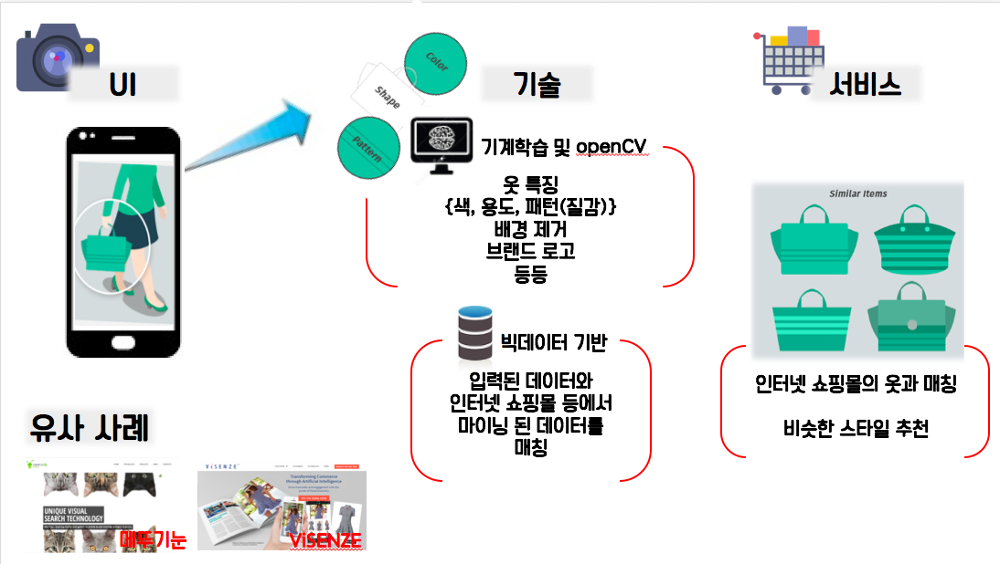 UI
기술
서비스
Color
Shape
Pattern
기계학습 및 openCV
옷 특징
{색, 용도, 패턴(질감)}
배경 제거
브랜드 로고
등등
빅데이터 기반
입력된 데이터와
인터넷 쇼핑몰 등에서
마이닝 된 데이터를
매칭
Similar Items
인터넷 쇼핑몰의 옷과 매칭
비슷한 스타일 추천
유사 사례
UNIQUE VISUAL
SEARCH TECHNOLOGY
메뚜기눈
ViSENZE
Transforming Commerce
through Artificial Intelligence
ViSENZE